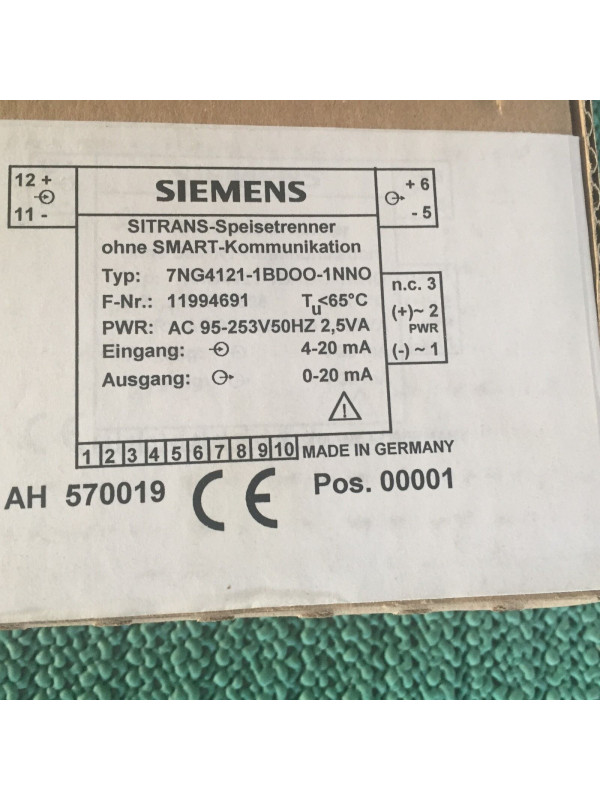 12 +
11 -
SIEMENS
+ 6
- 5
SITRANS-Speisetrenner
ohne SMART-Kommunikation
Typ: 7NG4121-1BDOO-1NNO
F-Nr.: 11994691 Tu<65°C
PWR: AC 95-253V50HZ 2,5VA
Eingang: 4-20 mA
Ausgang: 0-20 mA
n.c. 3
(+)~ 2
PWR
(-) ~ 1
1 2 3 4 5 6 7 8 9 10 MADE IN GERMANY
AH 570019 CE Pos. 00001